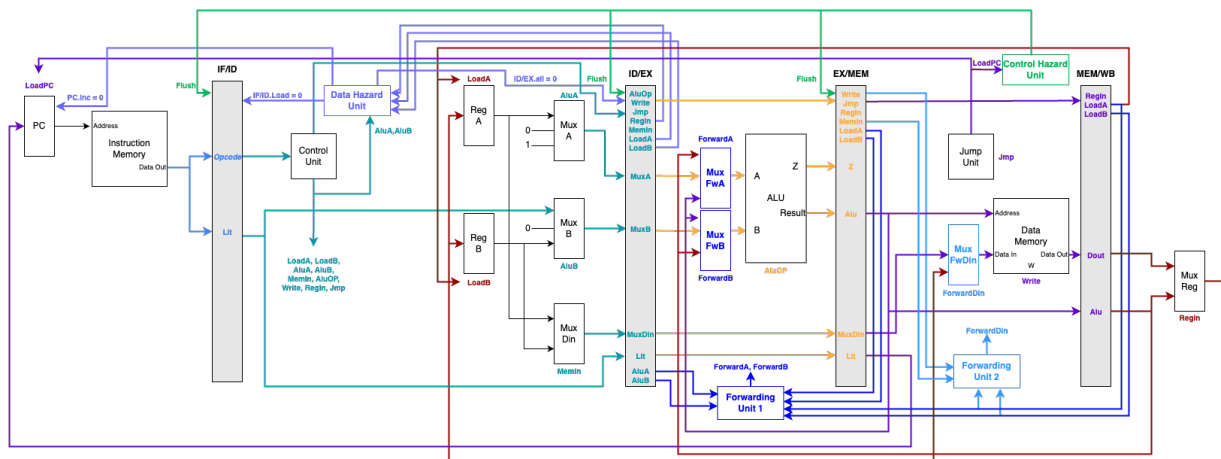 LoadPC
PC.Inc = 0
PC
Address
Instruction
Memory
Data Out
Flush
IF/ID
Opcode
Lit
IF/ID.Load = 0
Data Hazard
Unit
AluA,AluB
Control
Unit
LoadA, LoadB,
AluA, AluB,
MemIn, AluOP,
Write, RegIn, Jmp
LoadA
Reg
A
Reg
B
LoadB
ID/EX.all = 0
AluA
0
1
Mux
A
0
Mux
B
AluB
Mux
Din
MemIn
Flush
ID/EX
AluOp
Write
Jmp
RegIn
MemIn
LoadA
LoadB
MuxA
MuxB
MuxDin
Lit
AluA
AluB
ForwardA
Mux
FwA
Mux
FwB
ForwardB
A
B
Z
ALU
Result
AluOP
ForwardA, ForwardB
Forwarding
Unit 1
Flush
EX/MEM
Write
Jmp
RegIn
MemIn
LoadA
LoadB
Z
Alu
MuxDin
Lit
LoadPC
Control Hazard
Unit
Jump
Unit
Jmp
Mux
FwDin
ForwardDin
Address
Data
Memory
Data In
Data Out
W
Write
ForwardDin
Forwarding
Unit 2
MEM/WB
RegIn
LoadA
LoadB
Dout
Alu
Mux
Reg
RegIn